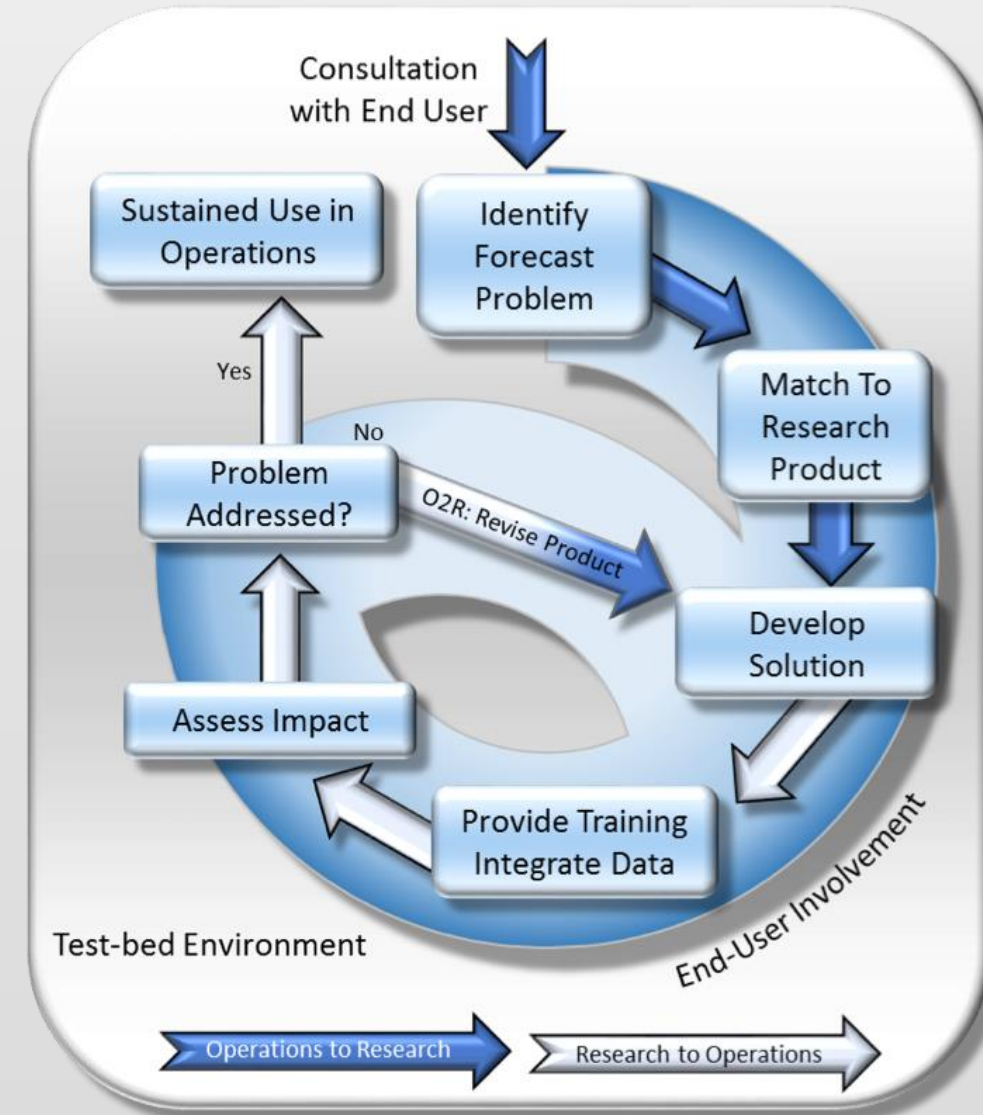 Consultation
with End User
Identify
Forecast
Problem
Match To
Research
Product
Develop
Solution
Provide Training
Integrate Data
Assess Impact
Problem
Addressed?
Yes
Sustained Use in
Operations
No
O2R: Revise Product
Test-bed Environment
End-User Involvement
Operations to Research
Research to Operations